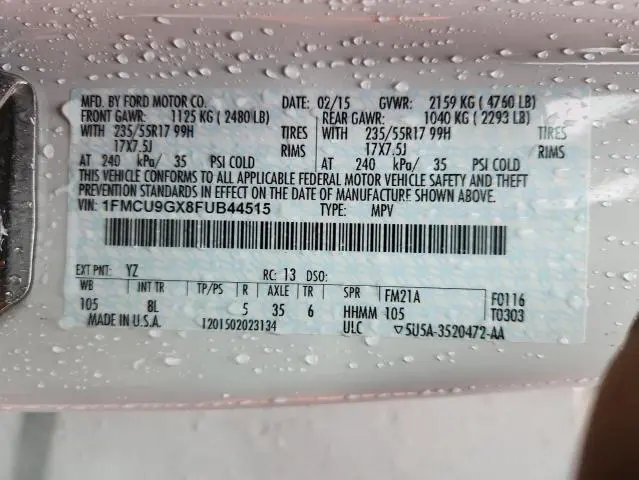 MFD. BY FORD MOTOR CO. DATE: 02/15 GVWR: 2159 KG ( 4760 LB)
FRONT GAWR: 1125 KG ( 2480 LB) REAR GAWR: 1040 KG ( 2293 LB)
WITH 235/55R17 99H TIRES WITH 235/55R17 99H TIRES
17X7.5J RIMS 17X7.5J RIMS
AT 240 kPa/ 35 PSI COLD AT 240 kPa/ 35 PSI COLD
THIS VEHICLE CONFORMS TO ALL APPLICABLE FEDERAL MOTOR VEHICLE SAFETY AND THEFT
PREVENTION STANDARDS IN EFFECT ON THE DATE OF MANUFACTURE SHOWN ABOVE.
VIN: 1FMCU9GX8FUB44515 TYPE: MPV
EXT PNT: YZ RC: 13 DSO:
WB INT TR TP/PS R AXLE TR SPR FM21A F0116
105 8L 5 35 6 HHMM 105 T0303
MADE IN U.S.A. 1201502023134 ULC ▽5U5A-3520472-AA